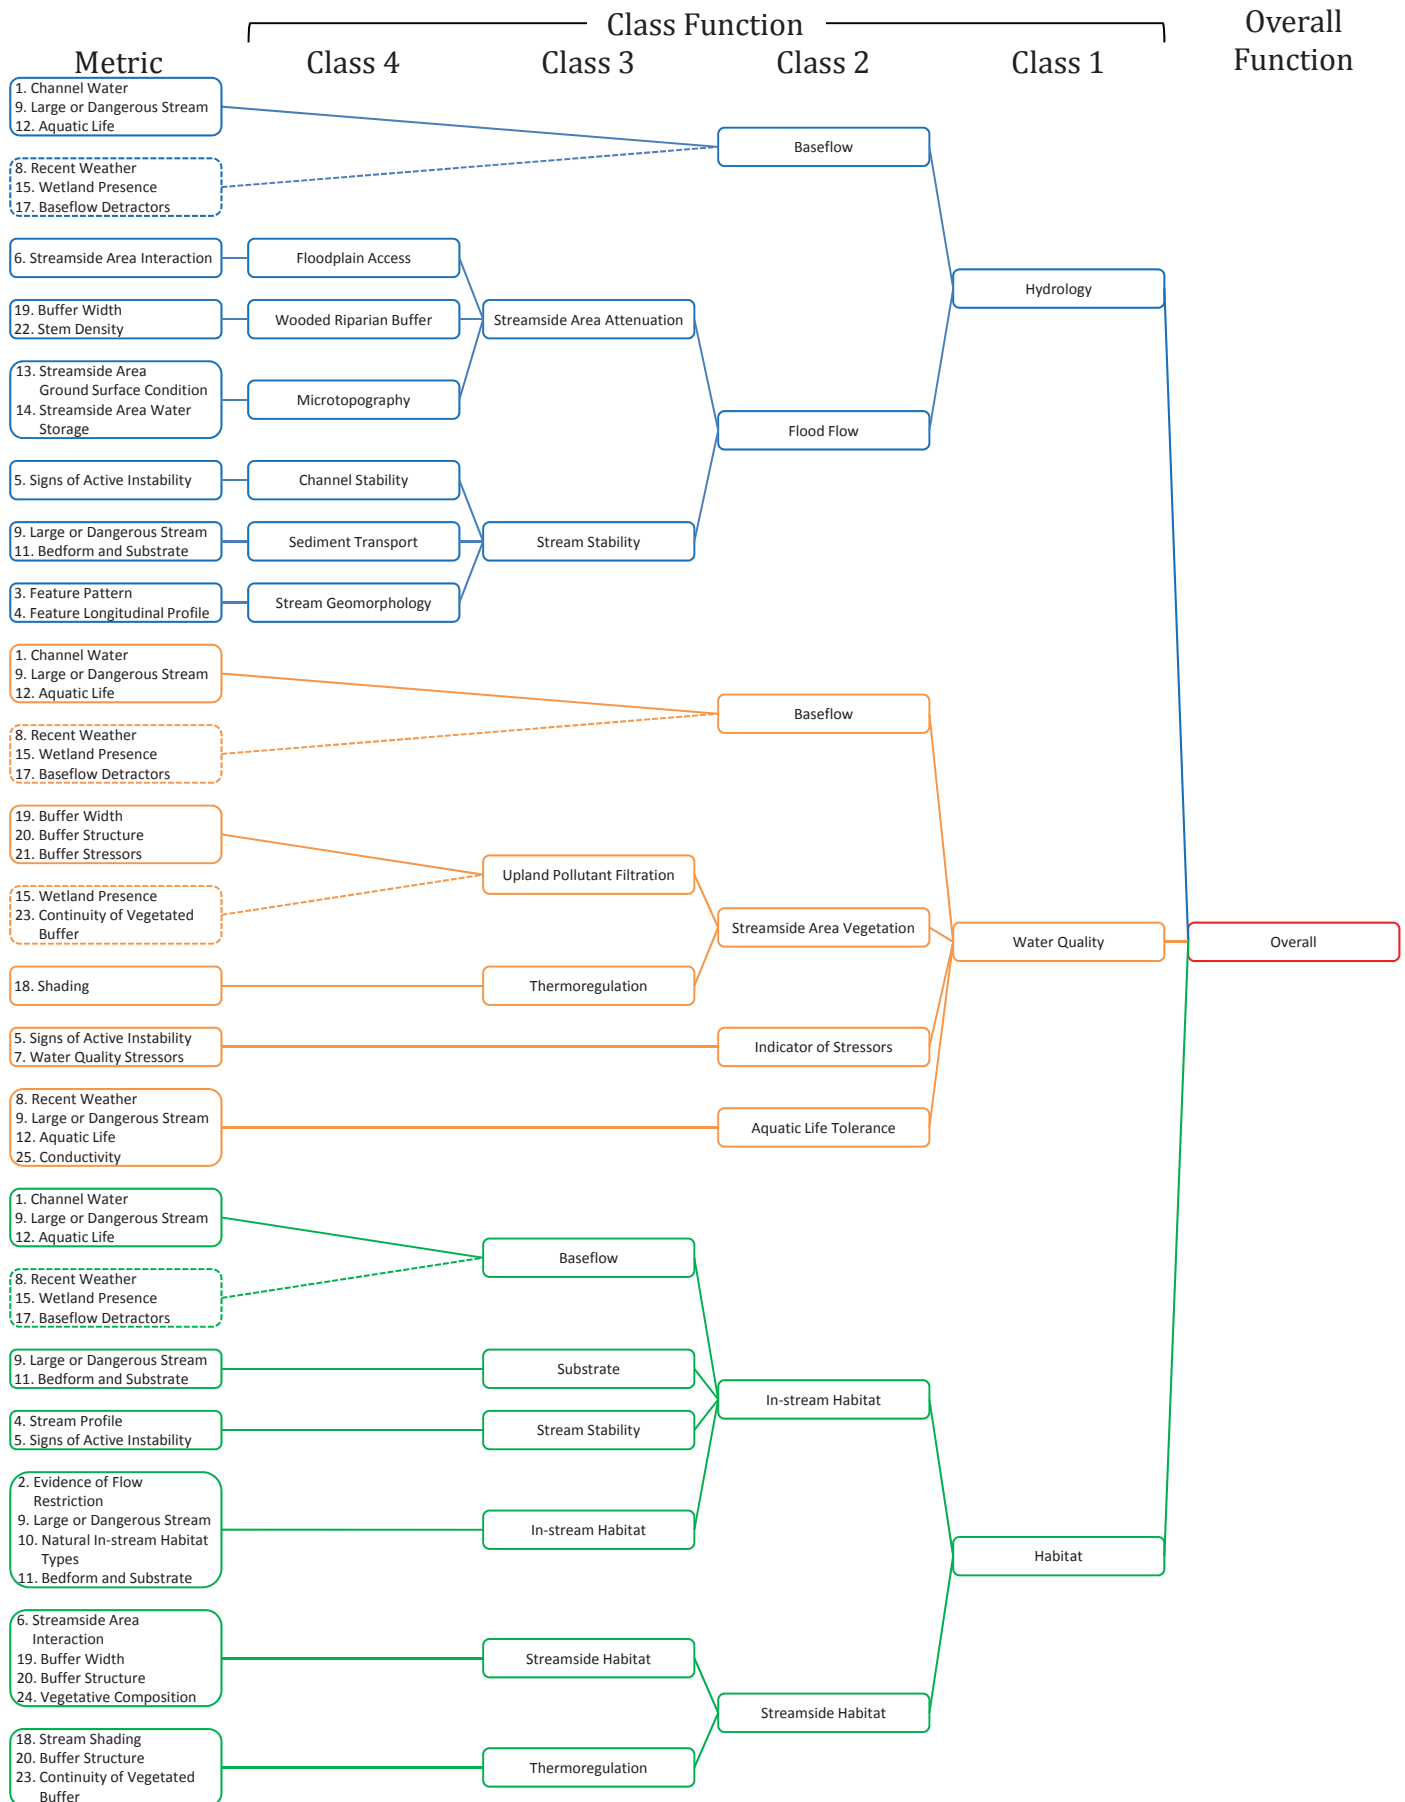 Class Function
Overall
Function
Metric
Class 4
Class 3
Class 2
Class 1
1. Channel Water
9. Large or Dangerous Stream
12. Aquatic Life
Baseflow
8. Recent Weather
15. Wetland Presence
17. Baseflow Detractors
6. Streamside Area Interaction
Floodplain Access
Hydrology
19. Buffer Width
22. Stem Density
Wooded Riparian Buffer
Streamside Area Attenuation
13. Streamside Area
Ground Surface Condition
14. Streamside Area Water
Storage
Microtopography
Flood Flow
5. Signs of Active Instability
Channel Stability
9. Large or Dangerous Stream
11. Bedform and Substrate
Sediment Transport
Stream Stability
3. Feature Pattern
4. Feature Longitudinal Profile
Stream Geomorphology
1. Channel Water
9. Large or Dangerous Stream
12. Aquatic Life
Baseflow
8. Recent Weather
15. Wetland Presence
17. Baseflow Detractors
19. Buffer Width
20. Buffer Structure
21. Buffer Stressors
Upland Pollutant Filtration
15. Wetland Presence
23. Continuity of Vegetated
Buffer
Streamside Area Vegetation
Water Quality
Overall
18. Shading
Thermoregulation
5. Signs of Active Instability
7. Water Quality Stressors
Indicator of Stressors
8. Recent Weather
9. Large or Dangerous Stream
12. Aquatic Life
25. Conductivity
Aquatic Life Tolerance
1. Channel Water
9. Large or Dangerous Stream
12. Aquatic Life
Baseflow
8. Recent Weather
15. Wetland Presence
17. Baseflow Detractors
9. Large or Dangerous Stream
11. Bedform and Substrate
Substrate
In-stream Habitat
4. Stream Profile
5. Signs of Active Instability
Stream Stability
2. Evidence of Flow
Restriction
9. Large or Dangerous Stream
10. Natural In-stream Habitat
Types
11. Bedform and Substrate
In-stream Habitat
Habitat
6. Streamside Area
Interaction
19. Buffer Width
20. Buffer Structure
24. Vegetative Composition
Streamside Habitat
Streamside Habitat
18. Stream Shading
20. Buffer Structure
23. Continuity of Vegetated
Buffer
Thermoregulation